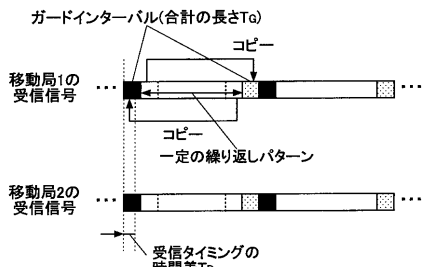 ガードインターバル(合計の長さTG)
コピー
移動局1の
受信信号
コピー
一定の繰り返しパターン
移動局2の
受信信号
受信タイミングの
時間差TD